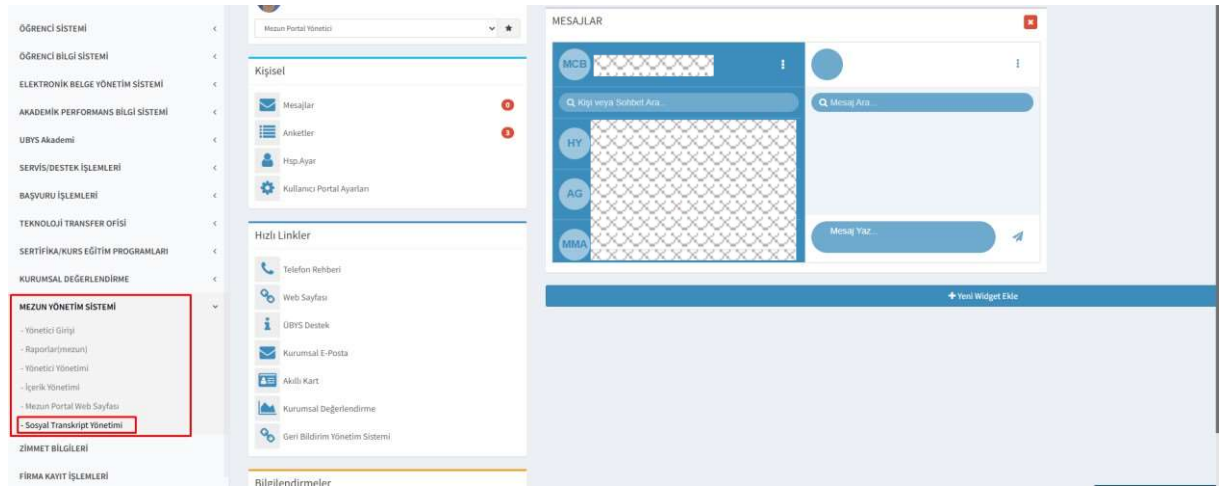 ÖĞRENCİ SİSTEMİ
ÖĞRENCİ BİLGİ SİSTEMİ
ELEKTRONİK BELGE YÖNETİM SİSTEMİ
AKADEMİK PERFORMANS BİLGİ SİSTEMİ
UBYS Akademi
SERVİS/DESTEK İŞLEMLERİ
BAŞVURU İŞLEMLERİ
TEKNOLOJİ TRANSFER OFİSİ
SERTİFİKA/KURS EĞİTİM PROGRAMLARI
KURUMSAL DEĞERLENDİRME
MEZUN YÖNETİM SİSTEMİ
- Yönetici Girişi
- Raporlar(mezun)
- Yönetici Yönetimi
- İçerik Yönetimi
- Mezun Portal Web Sayfası
- Sosyal Transkript Yönetimi
ZİMMET BİLGİLERİ
FİRMA KAYIT İŞLEMLERİ
Mezun Portal Yönetici
Kişisel
Mesajlar 0
Anketler 3
Hsp.Ayar
Kullanıcı Portal Ayarları
Hızlı Linkler
Telefon Rehberi
Web Sayfası
ÜBYS Destek
Kurumsal E-Posta
Akıllı Kart
Kurumsal Değerlendirme
Geri Bildirim Yönetim Sistemi
Bilgilendirmeler
MESAJLAR
MCB
Kişi veya Sohbet Ara...
HY
AG
MMA
Mesaj Ara...
Mesaj Yaz...
+ Yeni Widget Ekle